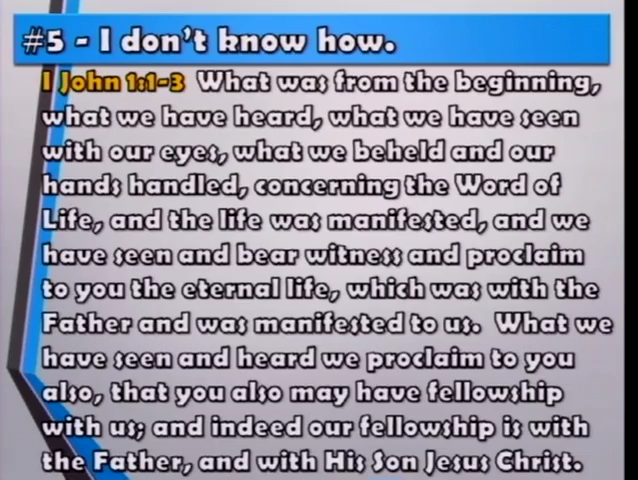 #5 - I don't know how.
I John 1:1-3 What was from the beginning,
what we have heard, what we have seen
with our eyes, what we beheld and our
hands handled, concerning the Word of
Life, and the life was manifested, and we
have seen and bear witness and proclaim
to you the eternal life, which was with the
Father and was manifested to us. What we
have seen and heard we proclaim to you
also, that you also may have fellowship
with us; and indeed our fellowship is with
the Father, and with His Son Jesus Christ.